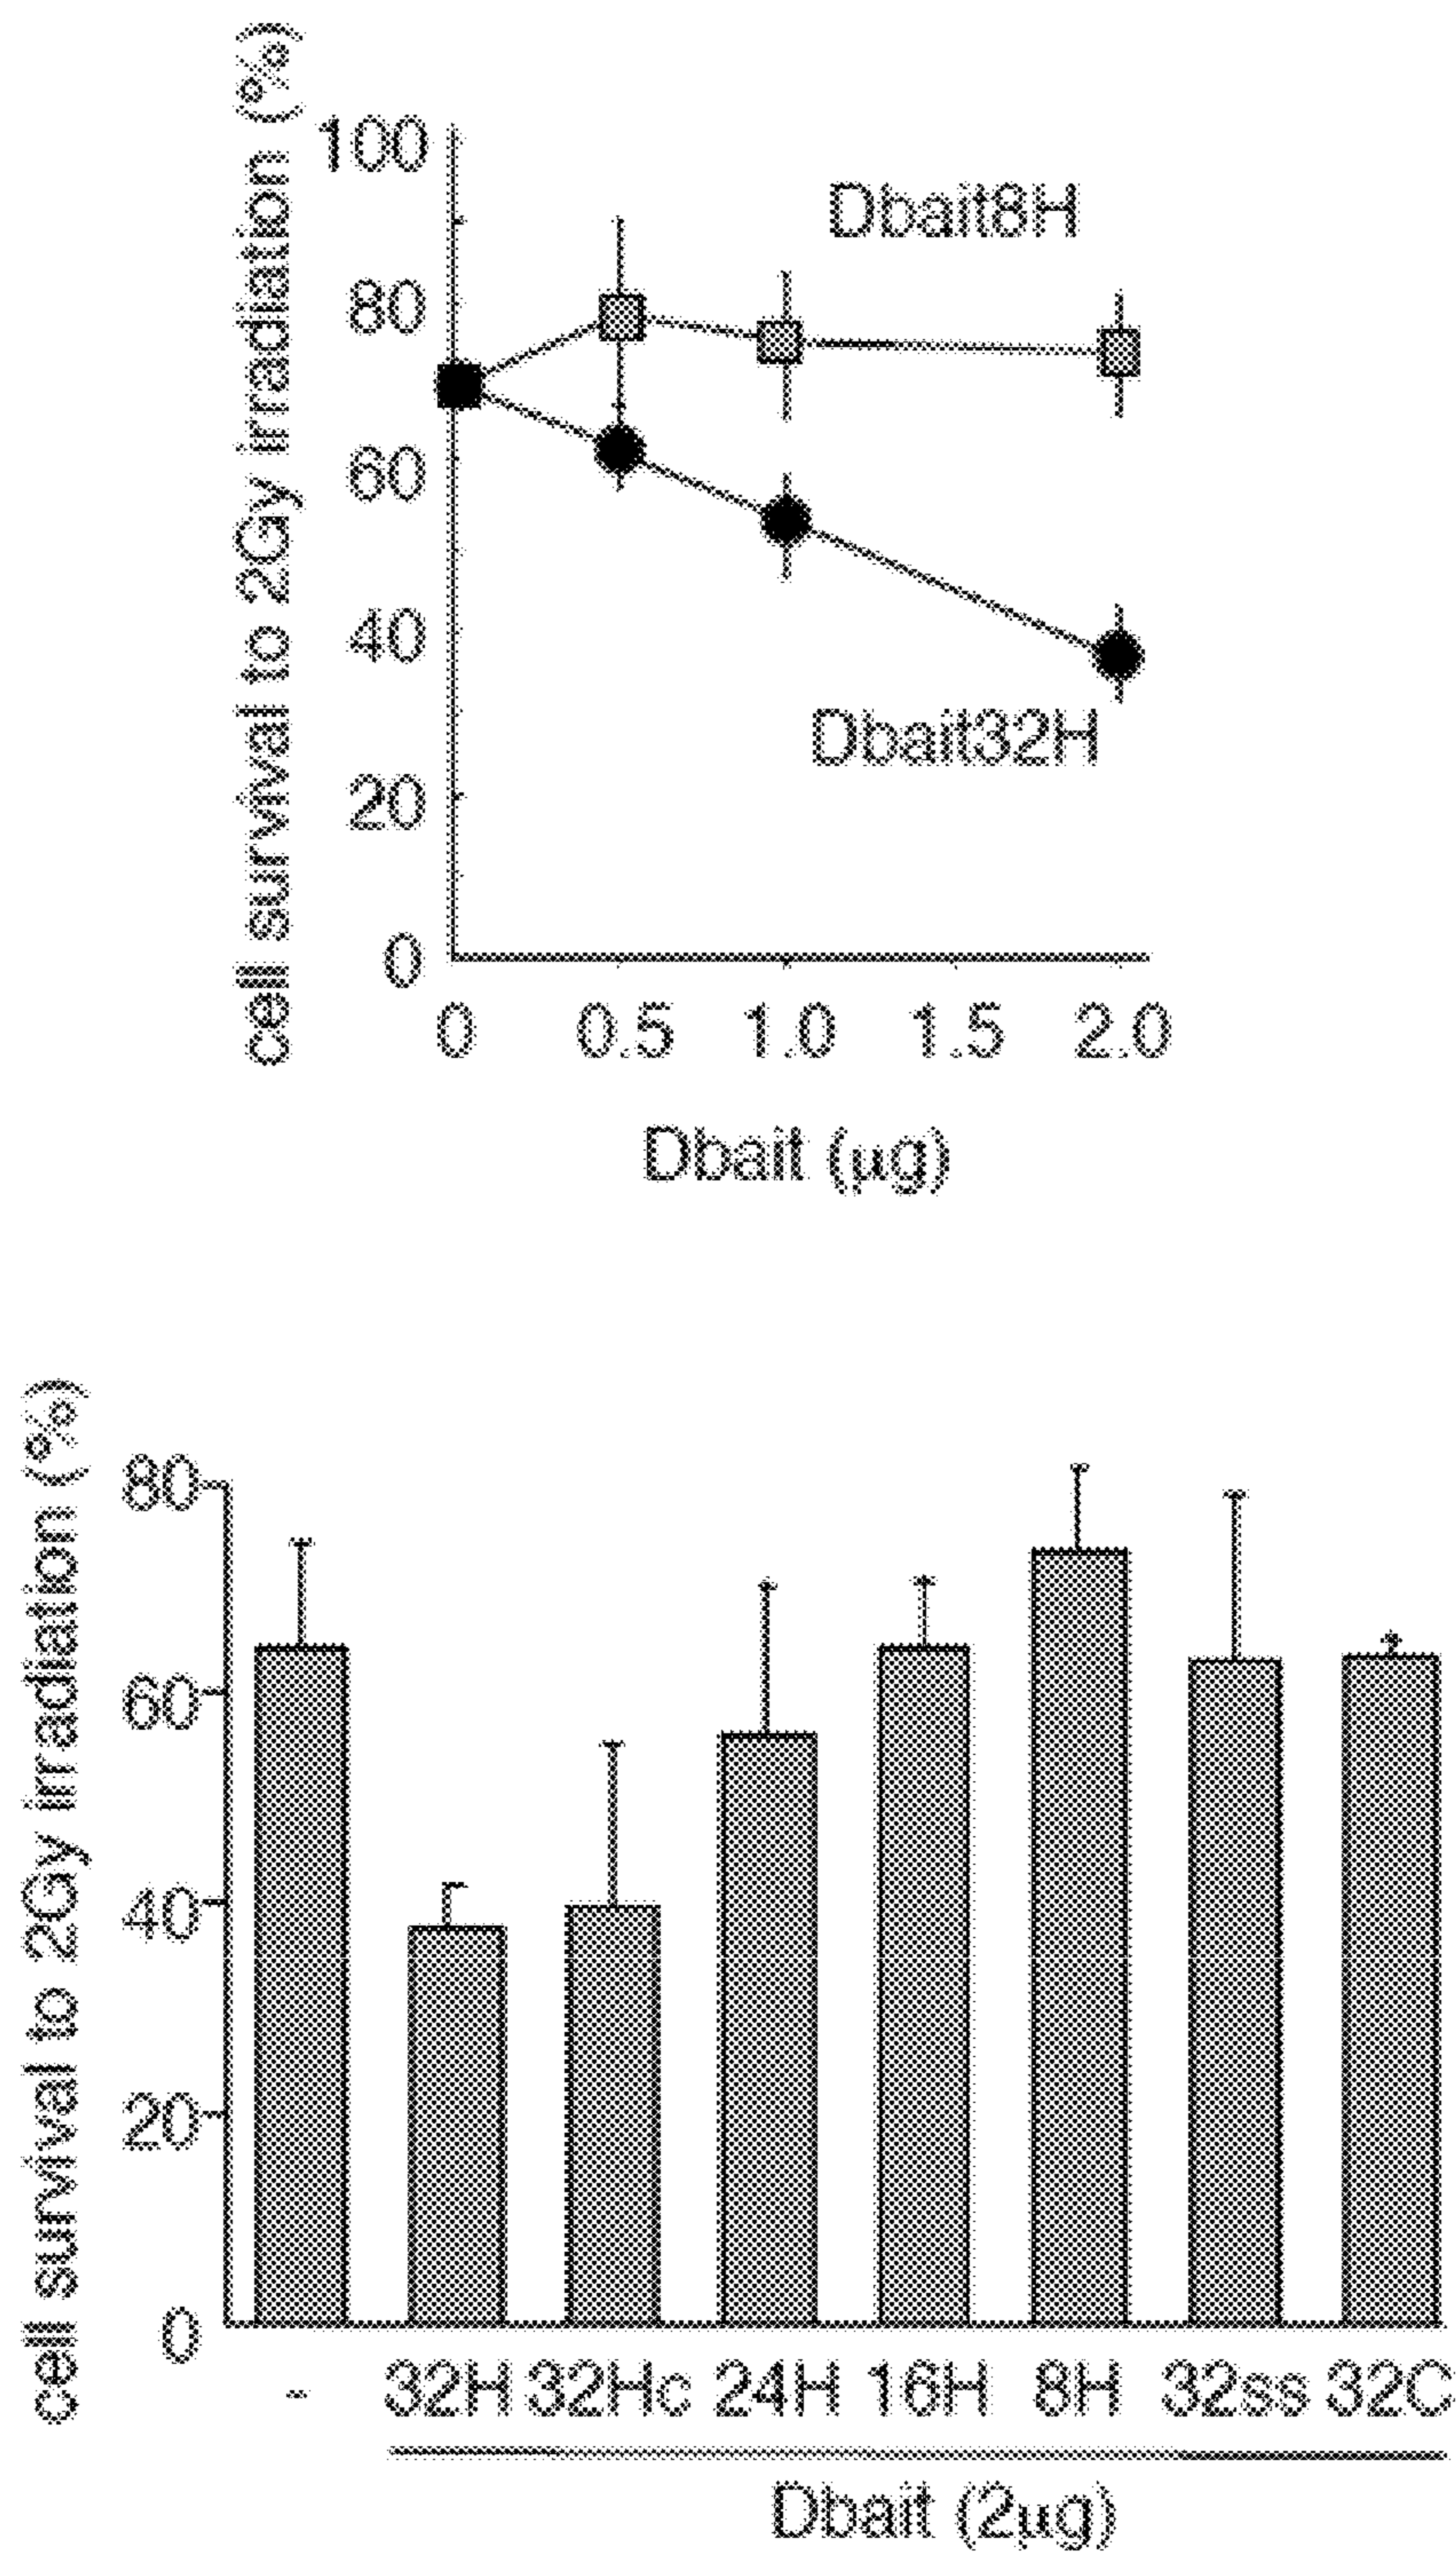 cell survival to 2Gy irradiation (%)
100
80
60
40
20
0
Dbait8H
Dbait32H
0 0.5 1.0 1.5 2.0
Dbait (µg)
cell survival to 2Gy irradiation (%)
80
60
40
20
0
- 32H 32Hc 24H 16H 8H 32ss 32C
Dbait (2µg)